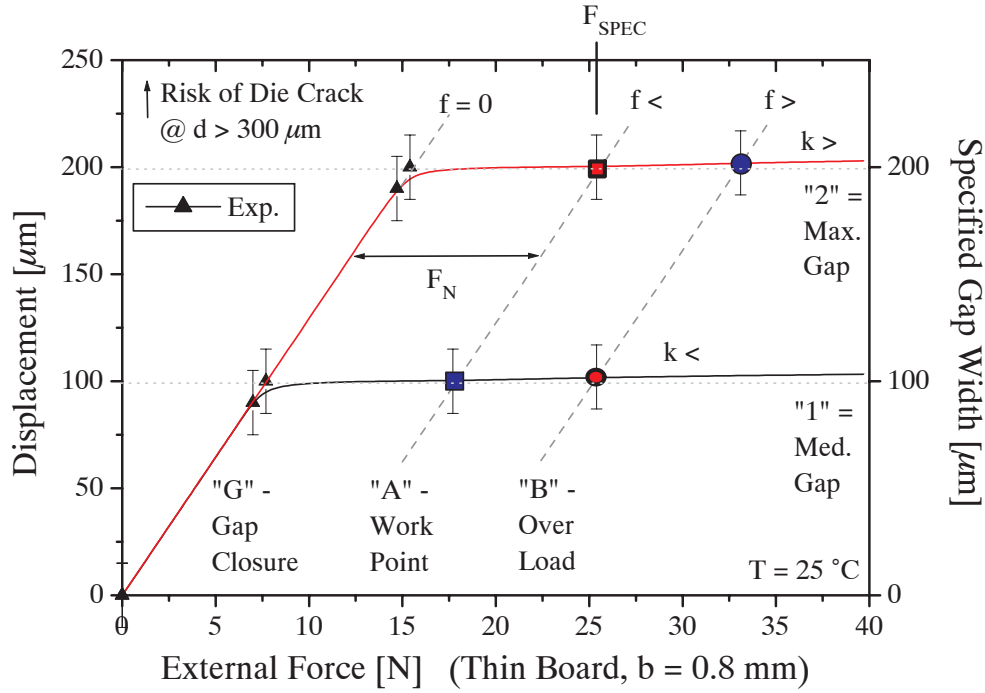 F_SPEC
250
200
150
100
50
0
Displacement [μm]
Risk of Die Crack
@ d > 300 μm
f = 0
f <
f >
k >
Exp.
F_N
"2" =
Max.
Gap
k <
"1" =
Med.
Gap
"G" -
Gap
Closure
"A" -
Work
Point
"B" -
Over
Load
T = 25 °C
200
100
0
Specified Gap Width [μm]
0
5
10
15
20
25
30
35
40
External Force [N] (Thin Board, b = 0.8 mm)